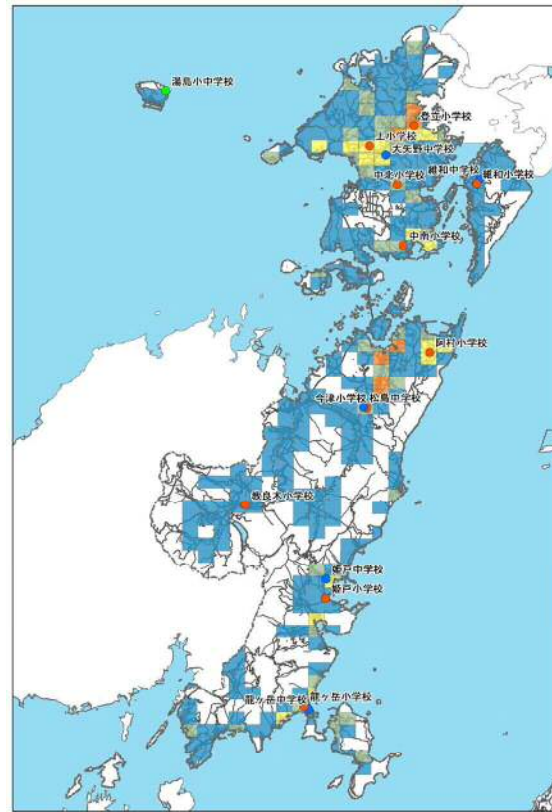 湯島小中学校
登立小学校
上小学校
大矢野中学校
中北小学校
維和中学校
維和小学校
中南小学校
阿村小学校
今津小学校
松島中学校
教良木小学校
姫戸中学校
姫戸小学校
龍ヶ岳中学校
龍ヶ岳小学校